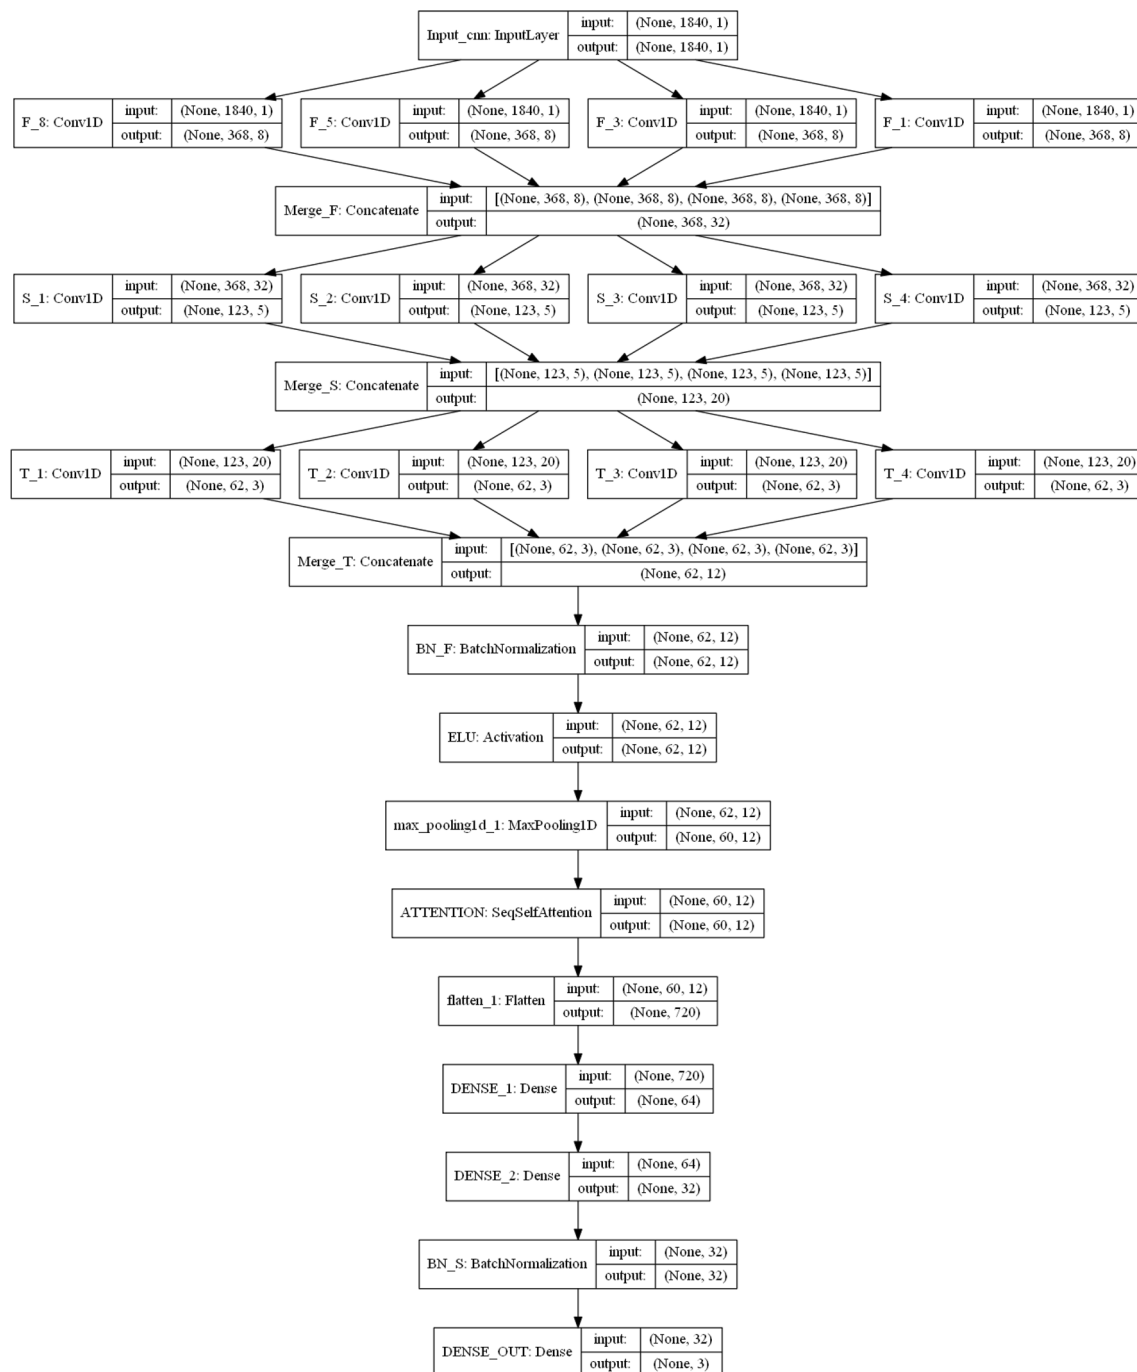 Input_cnn: InputLayer
input: (None, 1840, 1)
output: (None, 1840, 1)
F_8: Conv1D
input: (None, 1840, 1)
output: (None, 368, 8)
F_5: Conv1D
input: (None, 1840, 1)
output: (None, 368, 8)
F_3: Conv1D
input: (None, 1840, 1)
output: (None, 368, 8)
F_1: Conv1D
input: (None, 1840, 1)
output: (None, 368, 8)
Merge_F: Concatenate
input: [(None, 368, 8), (None, 368, 8), (None, 368, 8), (None, 368, 8)]
output: (None, 368, 32)
S_1: Conv1D
input: (None, 368, 32)
output: (None, 123, 5)
S_2: Conv1D
input: (None, 368, 32)
output: (None, 123, 5)
S_3: Conv1D
input: (None, 368, 32)
output: (None, 123, 5)
S_4: Conv1D
input: (None, 368, 32)
output: (None, 123, 5)
Merge_S: Concatenate
input: [(None, 123, 5), (None, 123, 5), (None, 123, 5), (None, 123, 5)]
output: (None, 123, 20)
T_1: Conv1D
input: (None, 123, 20)
output: (None, 62, 3)
T_2: Conv1D
input: (None, 123, 20)
output: (None, 62, 3)
T_3: Conv1D
input: (None, 123, 20)
output: (None, 62, 3)
T_4: Conv1D
input: (None, 123, 20)
output: (None, 62, 3)
Merge_T: Concatenate
input: [(None, 62, 3), (None, 62, 3), (None, 62, 3), (None, 62, 3)]
output: (None, 62, 12)
BN_F: BatchNormalization
input: (None, 62, 12)
output: (None, 62, 12)
ELU: Activation
input: (None, 62, 12)
output: (None, 62, 12)
max_pooling1d_1: MaxPooling1D
input: (None, 62, 12)
output: (None, 60, 12)
ATTENTION: SeqSelfAttention
input: (None, 60, 12)
output: (None, 60, 12)
flatten_1: Flatten
input: (None, 60, 12)
output: (None, 720)
DENSE_1: Dense
input: (None, 720)
output: (None, 64)
DENSE_2: Dense
input: (None, 64)
output: (None, 32)
BN_S: BatchNormalization
input: (None, 32)
output: (None, 32)
DENSE_OUT: Dense
input: (None, 32)
output: (None, 3)